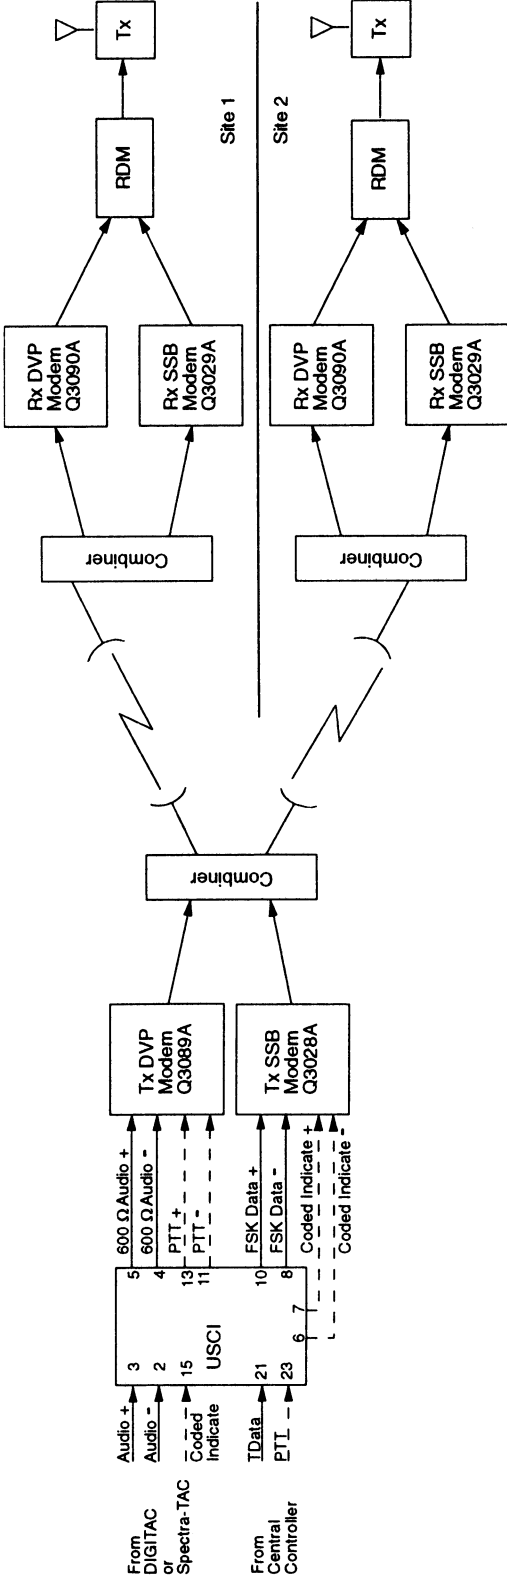 From
DIGITAC
or
Spectra-TAC
Audio +
Audio -
Coded
Indicate
From
Central
Controller
TData
PTT
3
2
15
21
23
USCI
5
4
13
11
10
8
7
6
600 Ω Audio +
600 Ω Audio -
PTT +
PTT -
FSK Data +
FSK Data -
Coded Indicate +
Coded Indicate -
Tx DVP
Modem
Q3089A
Tx SSB
Modem
Q3028A
Combiner
Combiner
Rx DVP
Modem
Q3090A
Rx SSB
Modem
Q3029A
RDM
Tx
Site 1
Site 2
Combiner
Rx DVP
Modem
Q3090A
Rx SSB
Modem
Q3029A
RDM
Tx